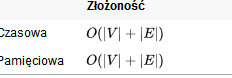 Złożoność
Czasowa O(|V| + |E|)
Pamięciowa O(|V| + |E|)